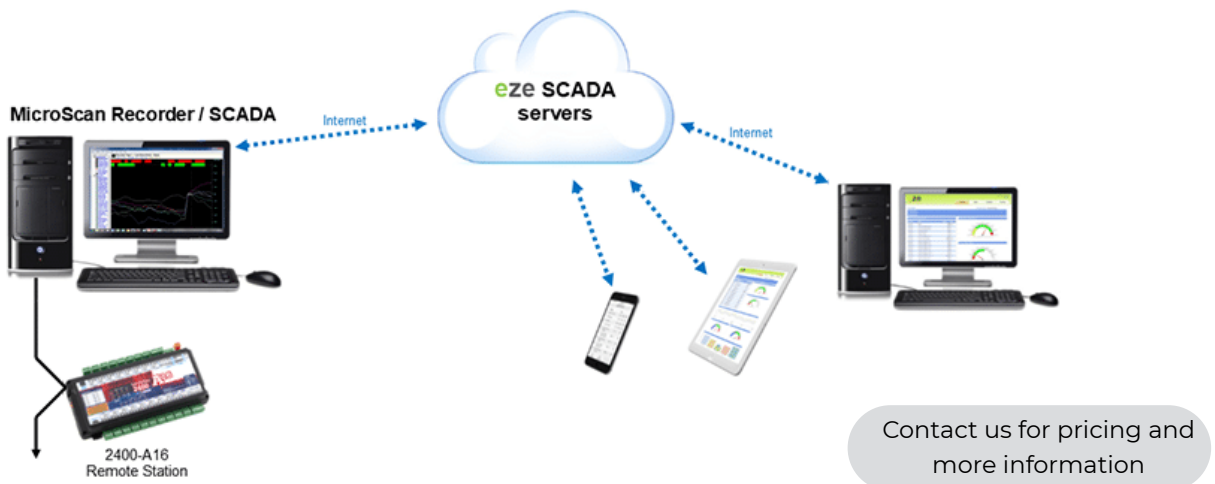 eze SCADA
servers
MicroScan Recorder / SCADA
Internet
Internet
2400-A16
Remote Station
Contact us for pricing and
more information